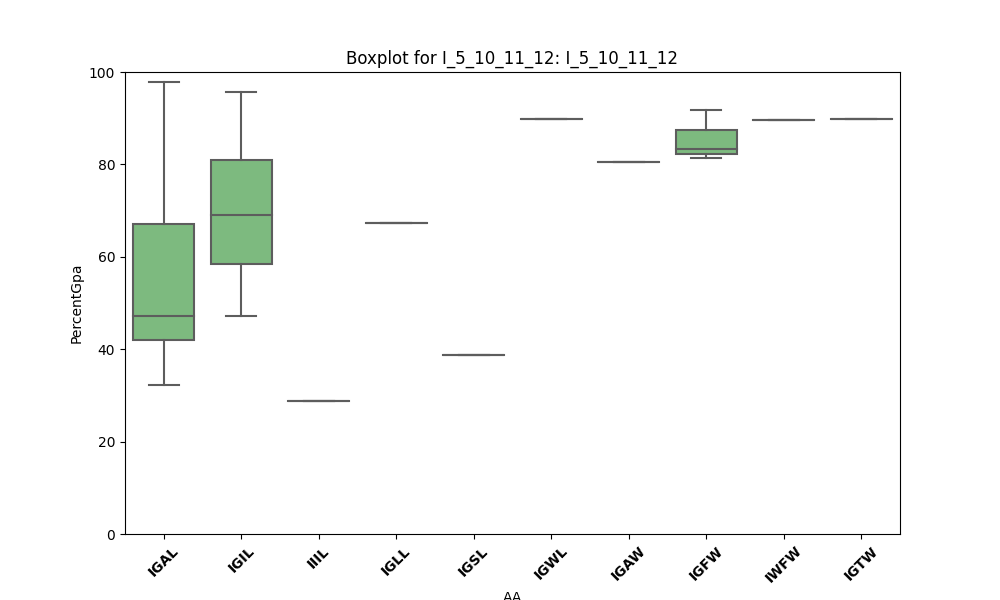 Boxplot for I_5_10_11_12: I_5_10_11_12
PercentGpa
100
80
60
40
20
0
IGAL
IGIL
IIIL
IGLL
IGSL
IGWL
IGAW
IGFW
IWFW
IGTW
AA